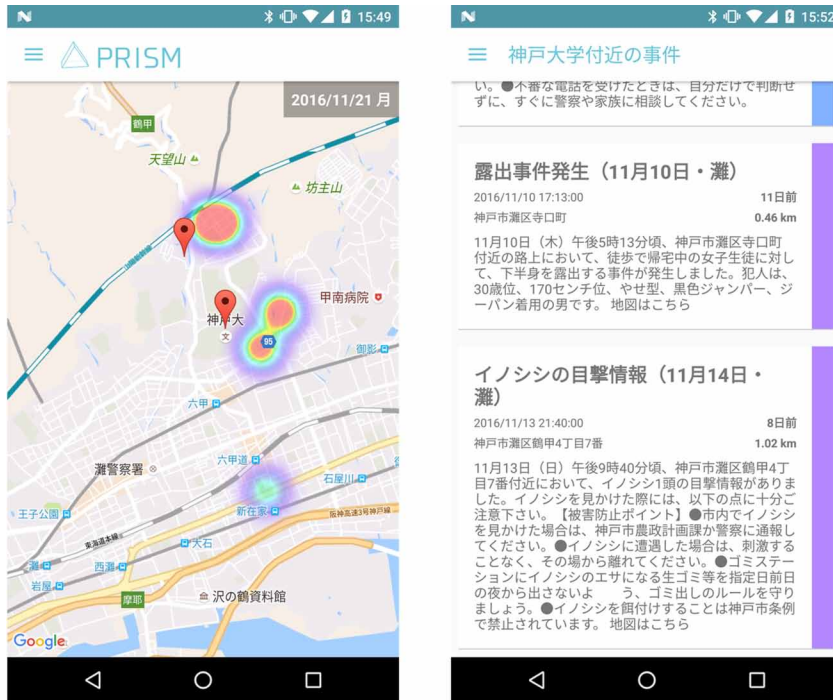 15:49
PRISM
2016/11/21 月
鶴甲
天望山
坊主山
甲南病院
神戸大
文
95
御影
六甲
灘警察署
六甲道
石屋川
王子公園
新在家
阪神高速3号神戸線
東海道本線
大石
灘
西灘
岩屋
摩耶
沢の鶴資料館
Google
15:52
神戸大学付近の事件
い。●不審な電話を受けたときは、自分だけで判断せ
ずに、すぐに警察や家族に相談してください。
露出事件発生（11月10日・灘）
2016/11/10 17:13:00
11日前
神戸市灘区寺口町
0.46 km
11月10日（木）午後5時13分頃、神戸市灘区寺口町
付近の路上において、徒歩で帰宅中の女子生徒に対し
て、下半身を露出する事件が発生しました。犯人は、
30歳位、170センチ位、やせ型、黒色ジャンパー、ジ
ーパン着用の男です。 地図はこちら
イノシシの目撃情報（11月14日・
灘）
2016/11/13 21:40:00
8日前
神戸市灘区鶴甲4丁目7番
1.02 km
11月13日（日）午後9時40分頃、神戸市灘区鶴甲4丁
目7番付近において、イノシシ1頭の目撃情報がありま
した。イノシシを見かけた際には、以下の点に十分ご
注意下さい。【被害防止ポイント】●市内でイノシシ
を見かけた場合は、神戸市農政計画課か警察に通報し
てください。●イノシシに遭遇した場合は、刺激する
ことなく、その場から離れてください。●ゴミステー
ションにイノシシのエサになる生ゴミ等を指定日前日
の夜から出さないよ　　う、ゴミ出しのルールを守り
ましょう。●イノシシを餌付けすることは神戸市条例
で禁止されています。 地図はこちら